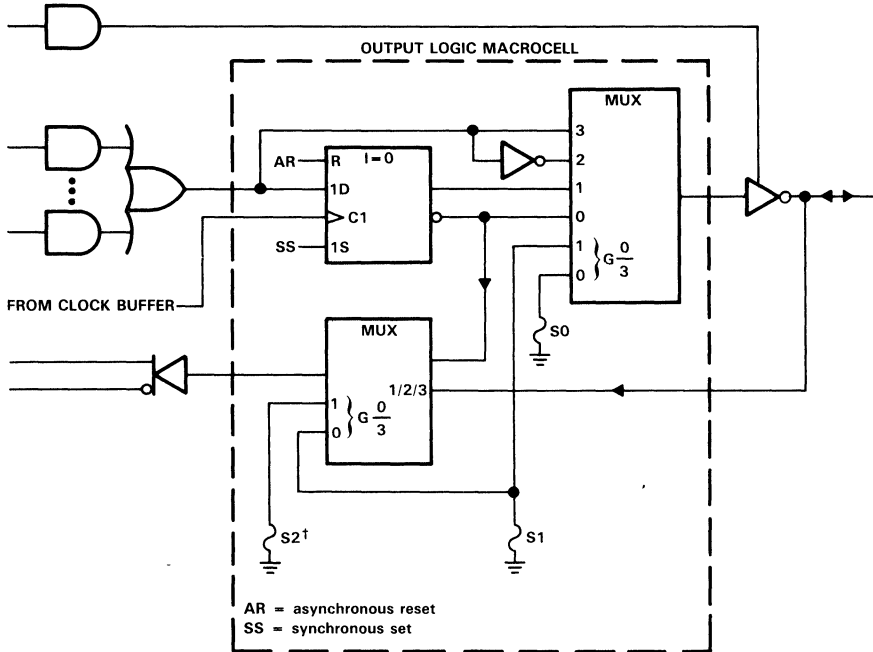 OUTPUT LOGIC MACROCELL
MUX
3
2
1
0
1
0
G 0/3
AR
R
I=0
1D
C1
SS
1S
FROM CLOCK BUFFER
S0
MUX
1/2/3
1
0
G 0/3
S2†
S1
AR = asynchronous reset
SS = synchronous set